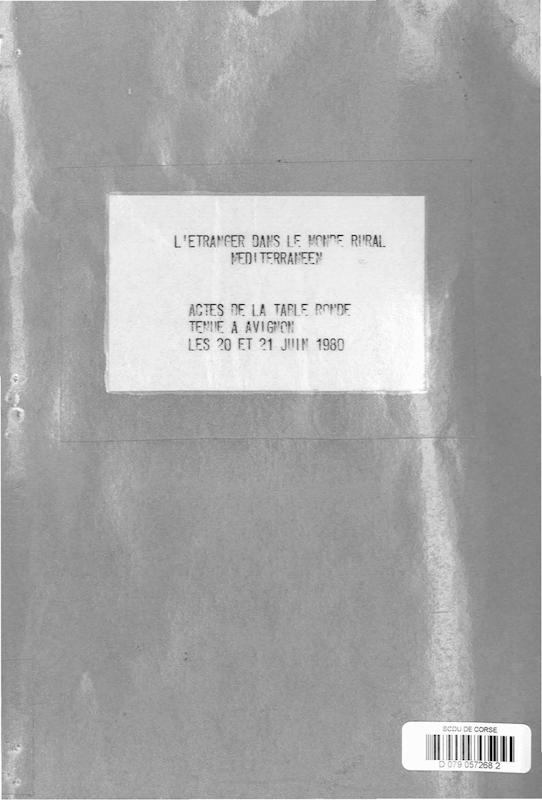 L'ETRANGER DANS LE MONDE RURAL
MEDITERRANEEN
ACTES DE LA TABLE RONDE
TENUE A AVIGNON
LES 20 ET 21 JUIN 1980
SCDU DE CORSE
D 079 057268 2